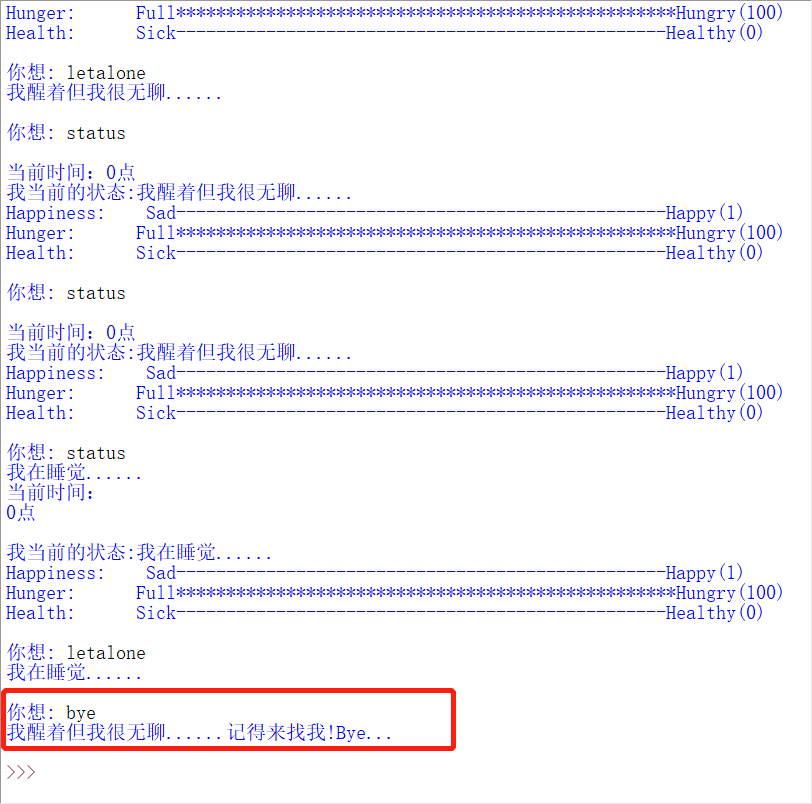 Hunger: Full**************************************************Hungry(100)
Health: Sick-------------------------------------------------Healthy(0)
你想: letalone
我醒着但我很无聊......
你想: status
当前时间: 0点
我当前的状态:我醒着但我很无聊......
Happiness: Sad-------------------------------------------------Happy(1)
Hunger: Full**************************************************Hungry(100)
Health: Sick-------------------------------------------------Healthy(0)
你想: status
当前时间: 0点
我当前的状态:我醒着但我很无聊......
Happiness: Sad-------------------------------------------------Happy(1)
Hunger: Full**************************************************Hungry(100)
Health: Sick-------------------------------------------------Healthy(0)
你想: status
我在睡觉......
当前时间:
0点
我当前的状态:我在睡觉......
Happiness: Sad-------------------------------------------------Happy(1)
Hunger: Full**************************************************Hungry(100)
Health: Sick-------------------------------------------------Healthy(0)
你想: letalone
我在睡觉......
你想: bye
我醒着但我很无聊......记得来找我!Bye...
>>>